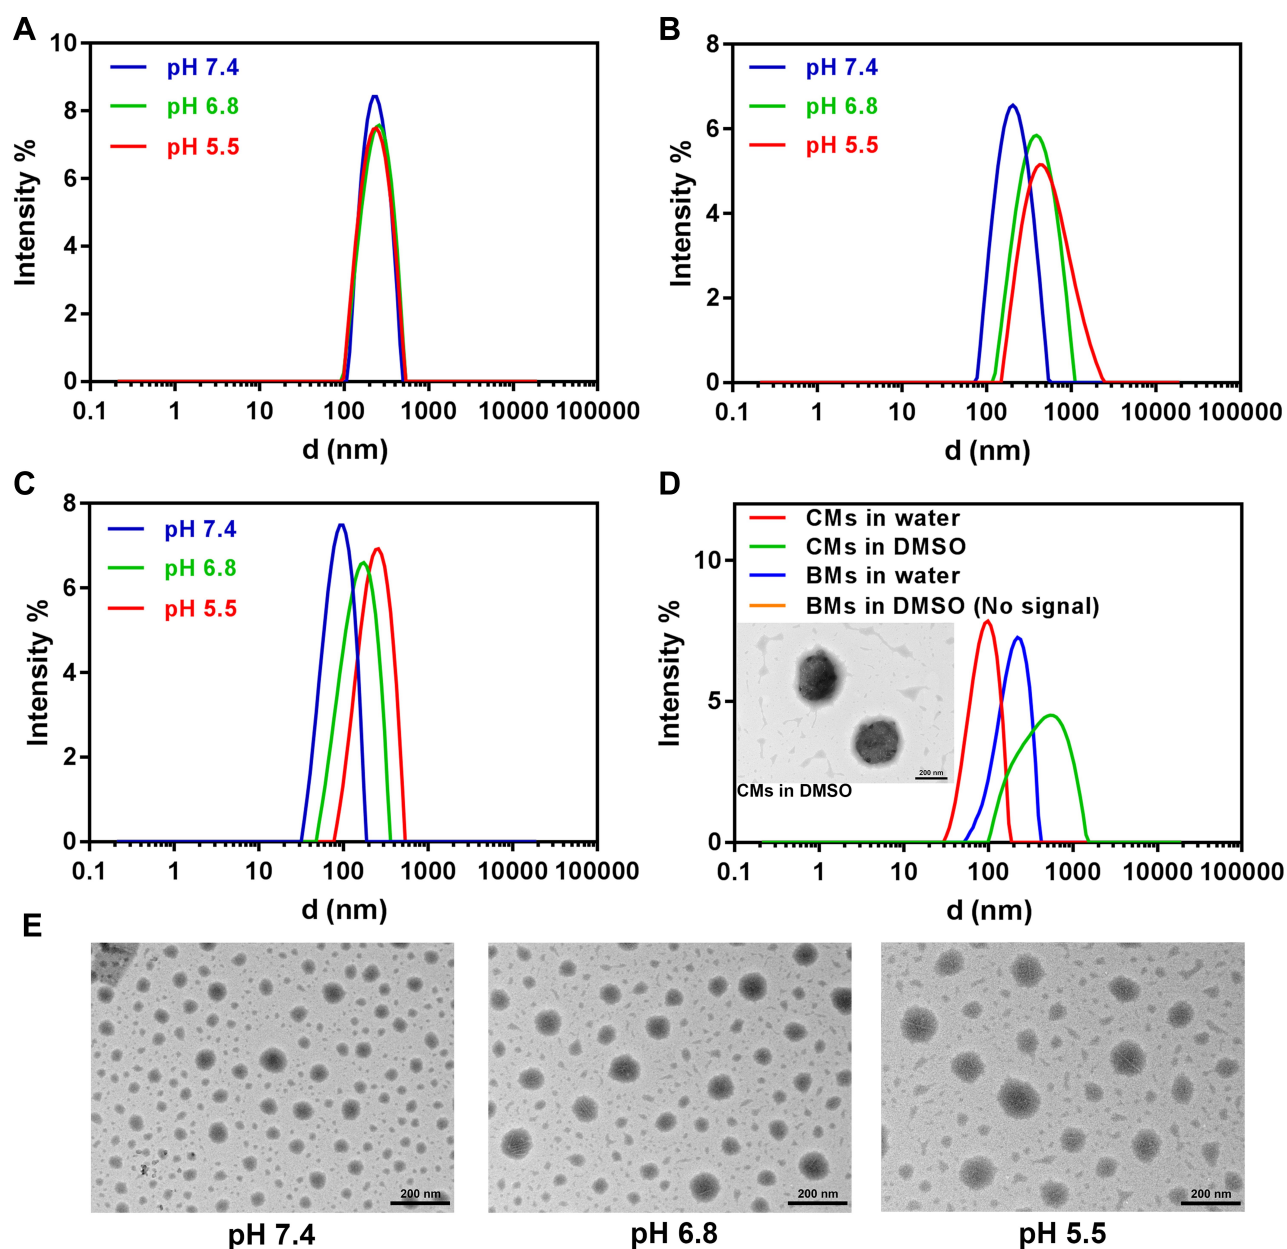 A
10
8
6
4
2
0
Intensity %
pH 7.4
pH 6.8
pH 5.5
0.1 1 10 100 1000 10000 100000
d (nm)
B
8
6
4
2
0
Intensity %
pH 7.4
pH 6.8
pH 5.5
0.1 1 10 100 1000 10000 100000
d (nm)
C
8
6
4
2
0
Intensity %
pH 7.4
pH 6.8
pH 5.5
0.1 1 10 100 1000 10000 100000
d (nm)
D
10
5
0
Intensity %
CMs in water
CMs in DMSO
BMs in water
BMs in DMSO (No signal)
200 nm
CMs in DMSO
0.1 1 10 100 1000 10000 100000
d (nm)
E
200 nm
pH 7.4
200 nm
pH 6.8
200 nm
pH 5.5